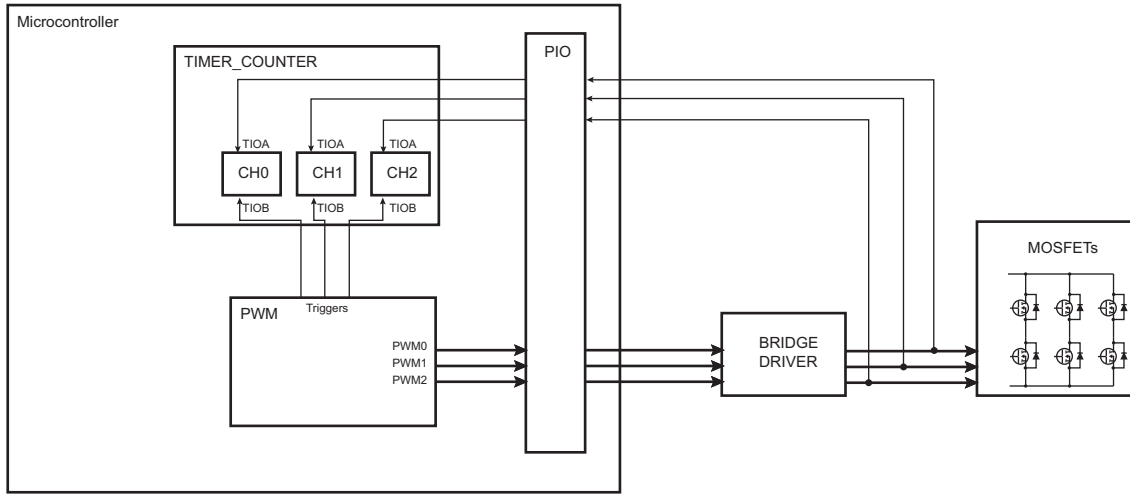 Microcontroller
PIO
TIMER_COUNTER
TIOA
TIOA
TIOA
CH0
CH1
CH2
TIOB
TIOB
TIOB
MOSFETs
Triggers
PWM
PWM0
PWM1
PWM2
BRIDGE
DRIVER